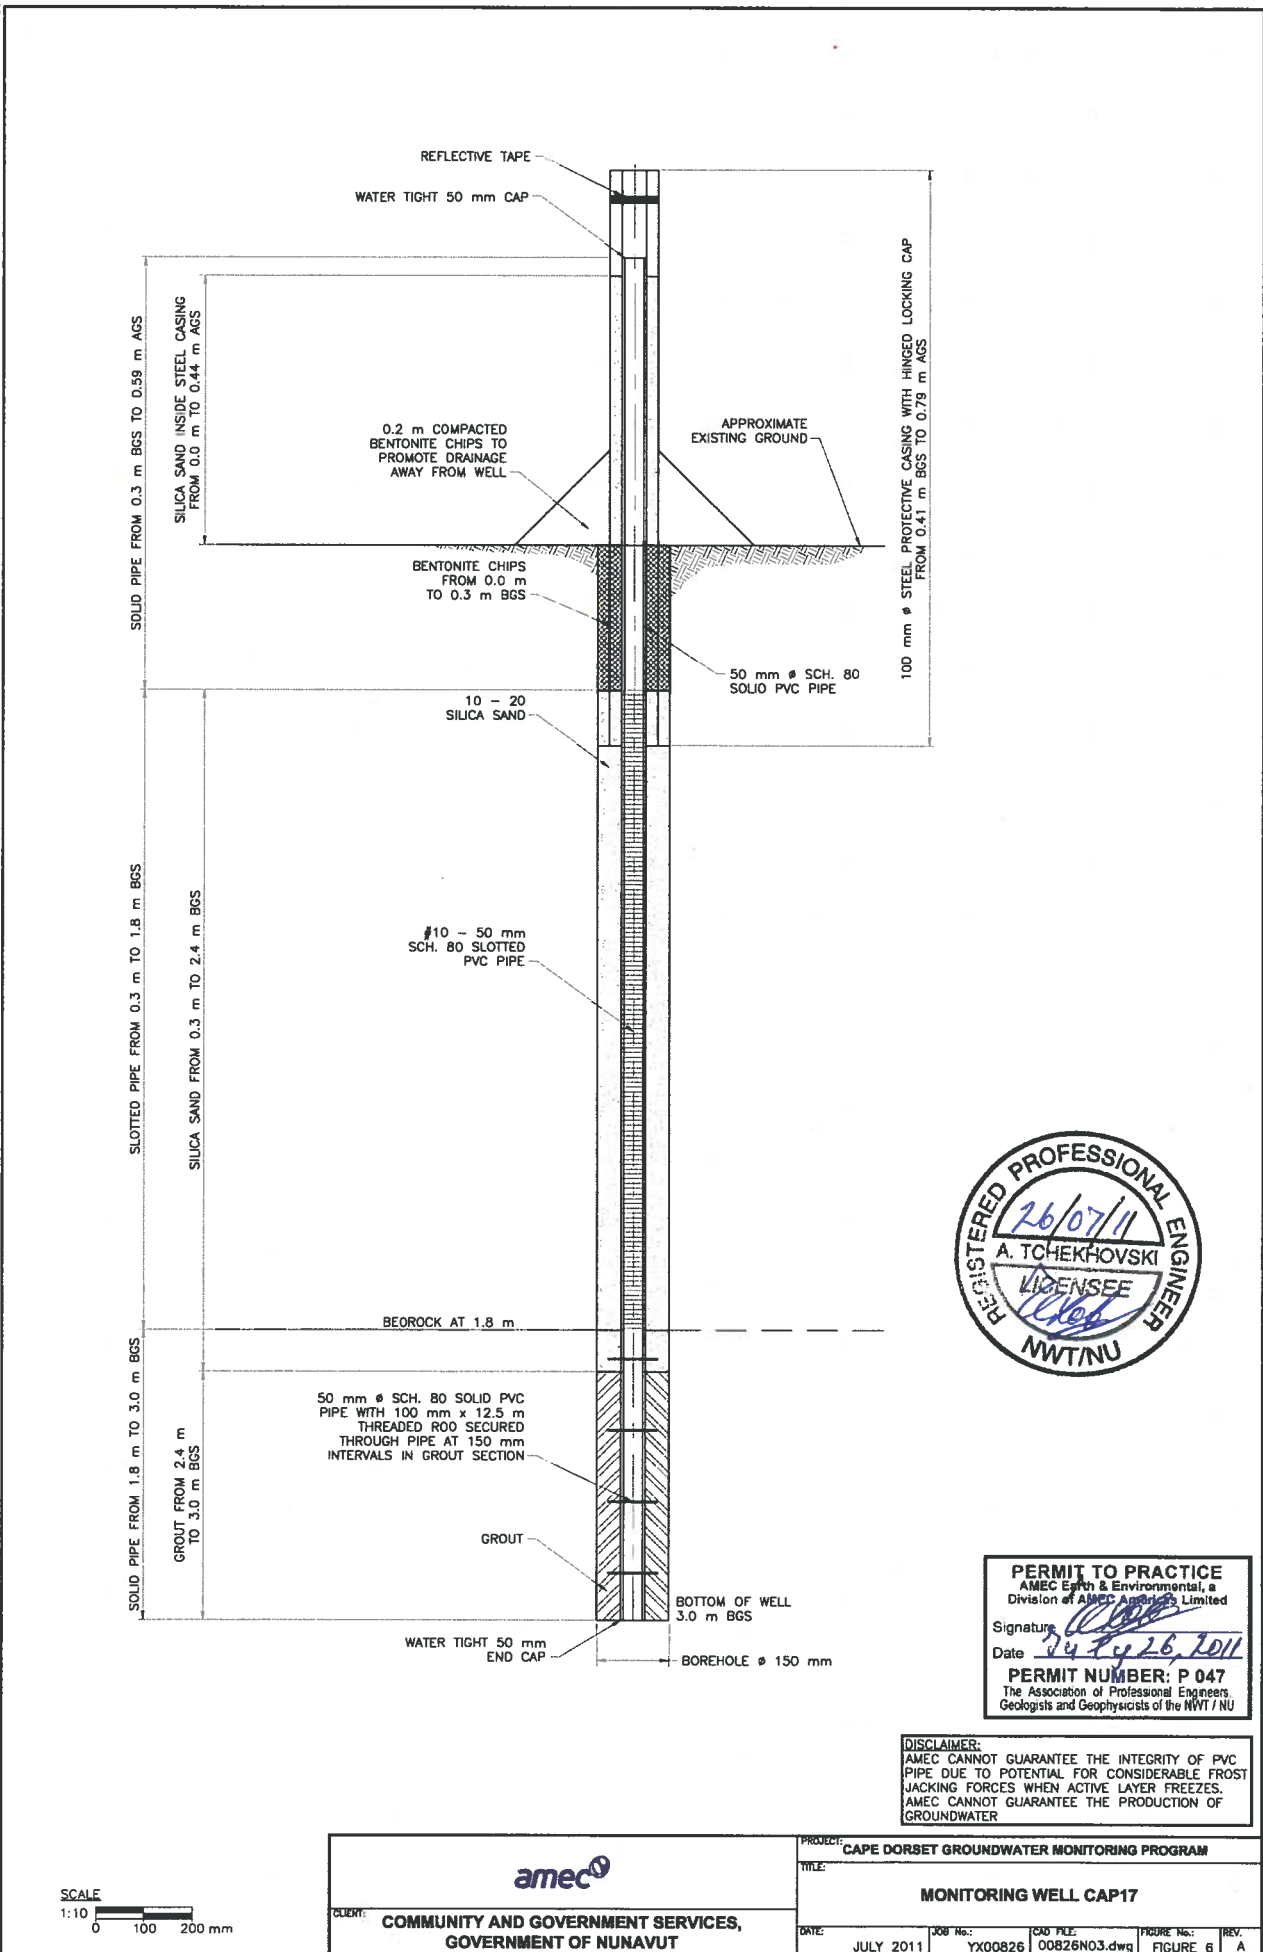 REFLECTIVE TAPE
WATER TIGHT 50 mm CAP
SOLID PIPE FROM 0.3 m BGS TO 0.59 m AGS
SILICA SAND INSIDE STEEL CASING
FROM 0.0 m TO 0.44 m AGS
0.2 m COMPACTED
BENTONITE CHIPS TO
PROMOTE DRAINAGE
AWAY FROM WELL
APPROXIMATE
EXISTING GROUND
100 mm ø STEEL PROTECTIVE CASING WITH HINGED LOCKING CAP
FROM 0.41 m BGS TO 0.79 m AGS
BENTONITE CHIPS
FROM 0.0 m
TO 0.3 m BGS
50 mm ø SCH. 80
SOLID PVC PIPE
10 - 20
SILICA SAND
SLOTTED PIPE FROM 0.3 m TO 1.8 m BGS
SILICA SAND FROM 0.3 m TO 2.4 m BGS
#10 - 50 mm
SCH. 80 SLOTTED
PVC PIPE
BEDROCK AT 1.8 m
SOLID PIPE FROM 1.8 m TO 3.0 m BGS
GROUT FROM 2.4 m
TO 3.0 m BGS
50 mm ø SCH. 80 SOLID PVC
PIPE WITH 100 mm x 12.5 m
THREADED ROD SECURED
THROUGH PIPE AT 150 mm
INTERVALS IN GROUT SECTION
GROUT
BOTTOM OF WELL
3.0 m BGS
WATER TIGHT 50 mm
END CAP
BOREHOLE ø 150 mm
REGISTERED PROFESSIONAL ENGINEER
26/07/11
A. TCHEKHOVSKI
LICENSEE
NWT/NU
PERMIT TO PRACTICE
AMEC Earth & Environmental, a
Division of AMEC Americas Limited
Signature
Date July 26, 2011
PERMIT NUMBER: P 047
The Association of Professional Engineers,
Geologists and Geophysicists of the NWT / NU
DISCLAIMER:
AMEC CANNOT GUARANTEE THE INTEGRITY OF PVC
PIPE DUE TO POTENTIAL FOR CONSIDERABLE FROST
JACKING FORCES WHEN ACTIVE LAYER FREEZES.
AMEC CANNOT GUARANTEE THE PRODUCTION OF
GROUNDWATER
SCALE
1:10
0 100 200 mm
amec
CLIENT:
COMMUNITY AND GOVERNMENT SERVICES,
GOVERNMENT OF NUNAVUT
PROJECT: CAPE DORSET GROUNDWATER MONITORING PROGRAM
TITLE:
MONITORING WELL CAP17
DATE: JULY 2011
JOB No.: YX00826
CAD FILE: 00826N03.dwg
FIGURE No.: FIGURE 6
REV. A